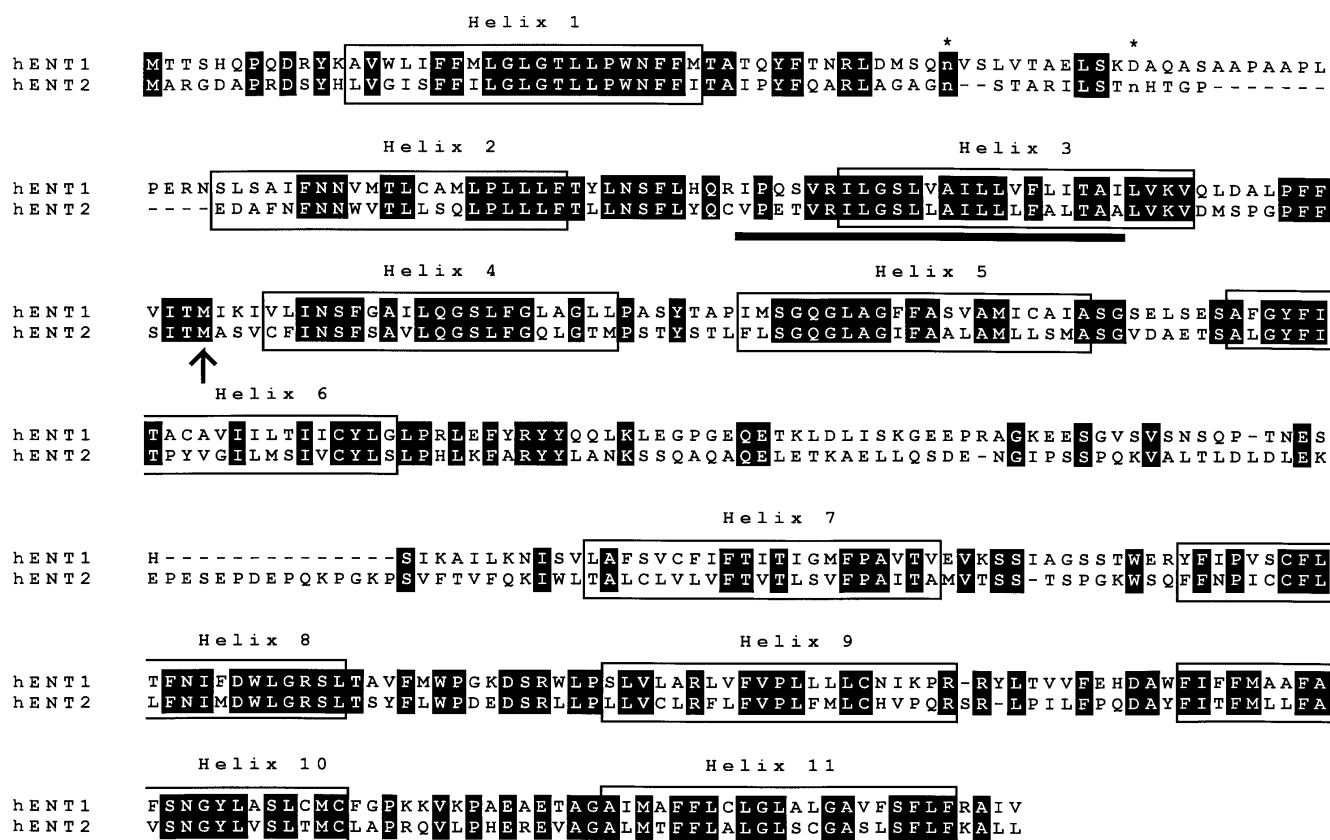 Helix 1
* *
hENT1 MTTSHQPQDRYKAVWLIFFMLGLGTLLPWNFFMTATQYFTNRLDMSQnVSLVTAELSKDAQASAAPAAPL
hENT2 MARGDAPRDSYHLVGISFFILGLGTLLPWNFFITAIPYFQARLAGAGn--STARILSTnHTGP-------
Helix 2 Helix 3
hENT1 PERNSLSAIFNNVMTLCAMLPLLLFTYLNSFLHQRIPQSVRILGSLVAILLVFLITAILVKVQLDALPFF
hENT2 ----EDAFNFNNWVTLLSQLPLLLFTLLNSFLYQCVPETVRILGSLLAILLLFALTAALVKVDMSPGPFF
Helix 4 Helix 5
hENT1 VITMIKIVLINSFGAILQGSLFGLAGLLPASYTAPIMSGQGLAGFFASVAMICAIASGSELSESAFGYFI
hENT2 SITMASVCFINSFSAVLQGSLFGQLGTMPSTYSTLFLSGQGLAGIFAALAMLLSMASGVDAETSALGYFI
Helix 6
hENT1 TACAVIILTIICYLGLPRLEFYRYYQQLKLEGPGEQETKLDLISKGEEPRAGKEESGVSVSNSQP-TNES
hENT2 TPYVGILMSIVCYLSLPHLKFARYYLANKSSQAQAQELETKAELLQSDE-NGIPSSPQKVALTLDLDLEK
Helix 7
hENT1 H--------------SIKAILKNISVLAFSVCFIFTITIGMFPAVTVEVKSSIAGSSTWERYFIPVSCFL
hENT2 EPESEPDEPQKPGKPSVFTVFQKIWLTALCLVLVFTVTLSVFPAITAMVTSS-TSPGKWSQFFNPICCFL
Helix 8 Helix 9
hENT1 TFNIFDWLGRSLTAVFMWPGKDSRWLPSLVLARLVFVPLLLLCNIKPR-RYLTVVFEHDAWFIFFMAAFA
hENT2 LFNIMDWLGRSLTSYFLWPDEDSRLLPLLVCLRFLFVPLFMLCHVPQRSR-LPILFPQDAYFITFMLLFA
Helix 10 Helix 11
hENT1 FSNGYLASLCMCFGPKKVKPAEAETAGAIMAFFLCLGLALGAVFSFLFRAIV
hENT2 VSNGYLVSLTMCLAPRQVLPHEREVAGALMTFFLALGLSCGASLSFLFKALL